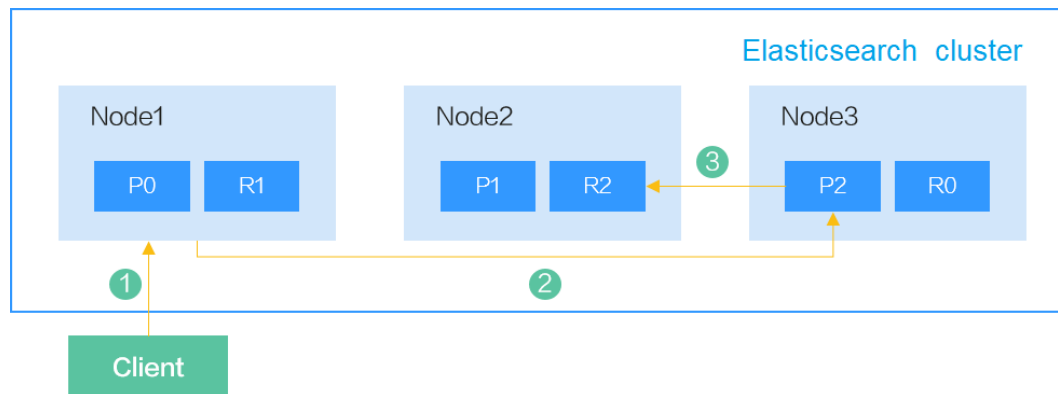 Elasticsearch cluster
Node1
Node2
Node3
P0
R1
P1
R2
3
P2
R0
1
2
Client